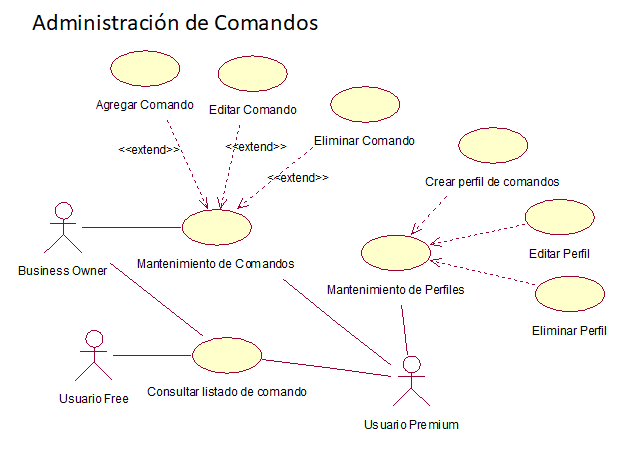 Administración de Comandos
Agregar Comando
Editar Comando
Eliminar Comando
<<extend>>
<<extend>>
<<extend>>
Crear perfil de comandos
Business Owner
Mantenimiento de Comandos
Editar Perfil
Mantenimiento de Perfiles
Eliminar Perfil
Usuario Free
Consultar listado de comando
Usuario Premium